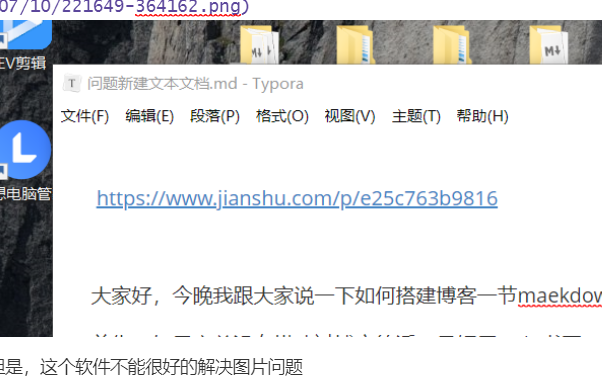 07/10/221649-364162.png)
EV剪辑
问题新建文本文档.md - Typora
文件(F) 编辑(E) 段落(P) 格式(O) 视图(V) 主题(T) 帮助(H)
想电脑管
https://www.jianshu.com/p/e25c763b9816
大家好，今晚我跟大家说一下如何搭建博客一节maekdow
但是，这个软件不能很好的解决图片问题